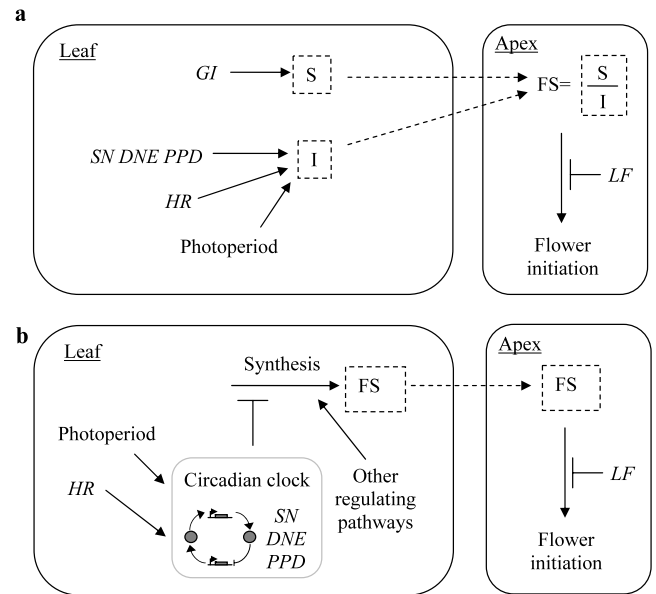 a
Leaf
Apex
GI
S
FS=
S
I
SN DNE PPD
I
HR
LF
Photoperiod
Flower
initiation
b
Leaf
Apex
Synthesis
FS
FS
Photoperiod
HR
Circadian clock
SN
DNE
PPD
Other
regulating
pathways
LF
Flower
initiation